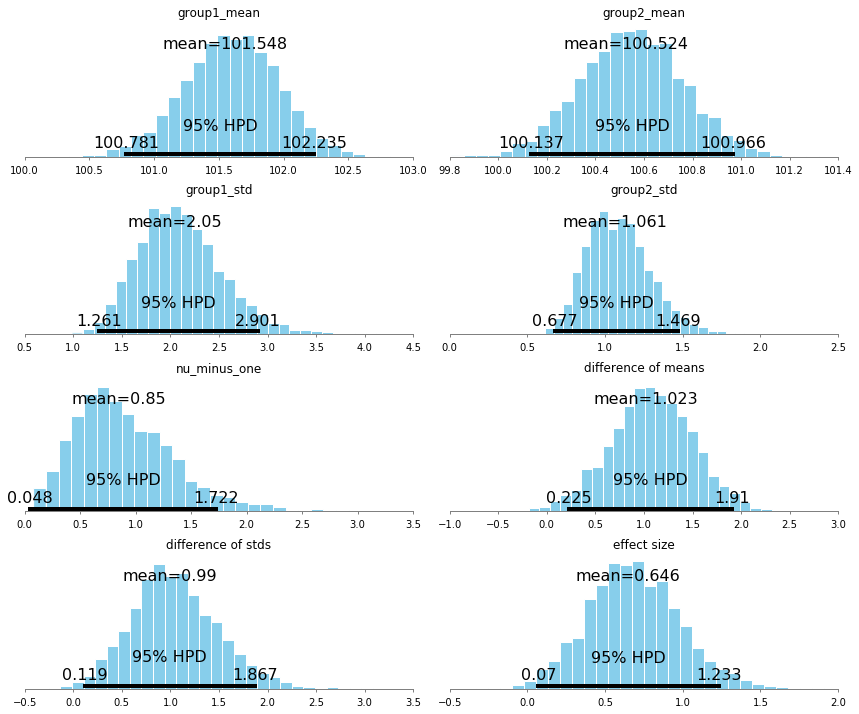 group1_mean
mean=101.548
95% HPD
100.781 102.235
100.0 100.5 101.0 101.5 102.0 102.5 103.0
group2_mean
mean=100.524
95% HPD
100.137 100.966
99.8 100.0 100.2 100.4 100.6 100.8 101.0 101.2 101.4
group1_std
mean=2.05
95% HPD
1.261 2.901
0.5 1.0 1.5 2.0 2.5 3.0 3.5 4.0 4.5
group2_std
mean=1.061
95% HPD
0.677 1.469
0.0 0.5 1.0 1.5 2.0 2.5
nu_minus_one
mean=0.85
95% HPD
0.048 1.722
0.0 0.5 1.0 1.5 2.0 2.5 3.0 3.5
difference of means
mean=1.023
95% HPD
0.225 1.91
−1.0 −0.5 0.0 0.5 1.0 1.5 2.0 2.5 3.0
difference of stds
mean=0.99
95% HPD
0.119 1.867
−0.5 0.0 0.5 1.0 1.5 2.0 2.5 3.0 3.5
effect size
mean=0.646
95% HPD
0.07 1.233
−0.5 0.0 0.5 1.0 1.5 2.0